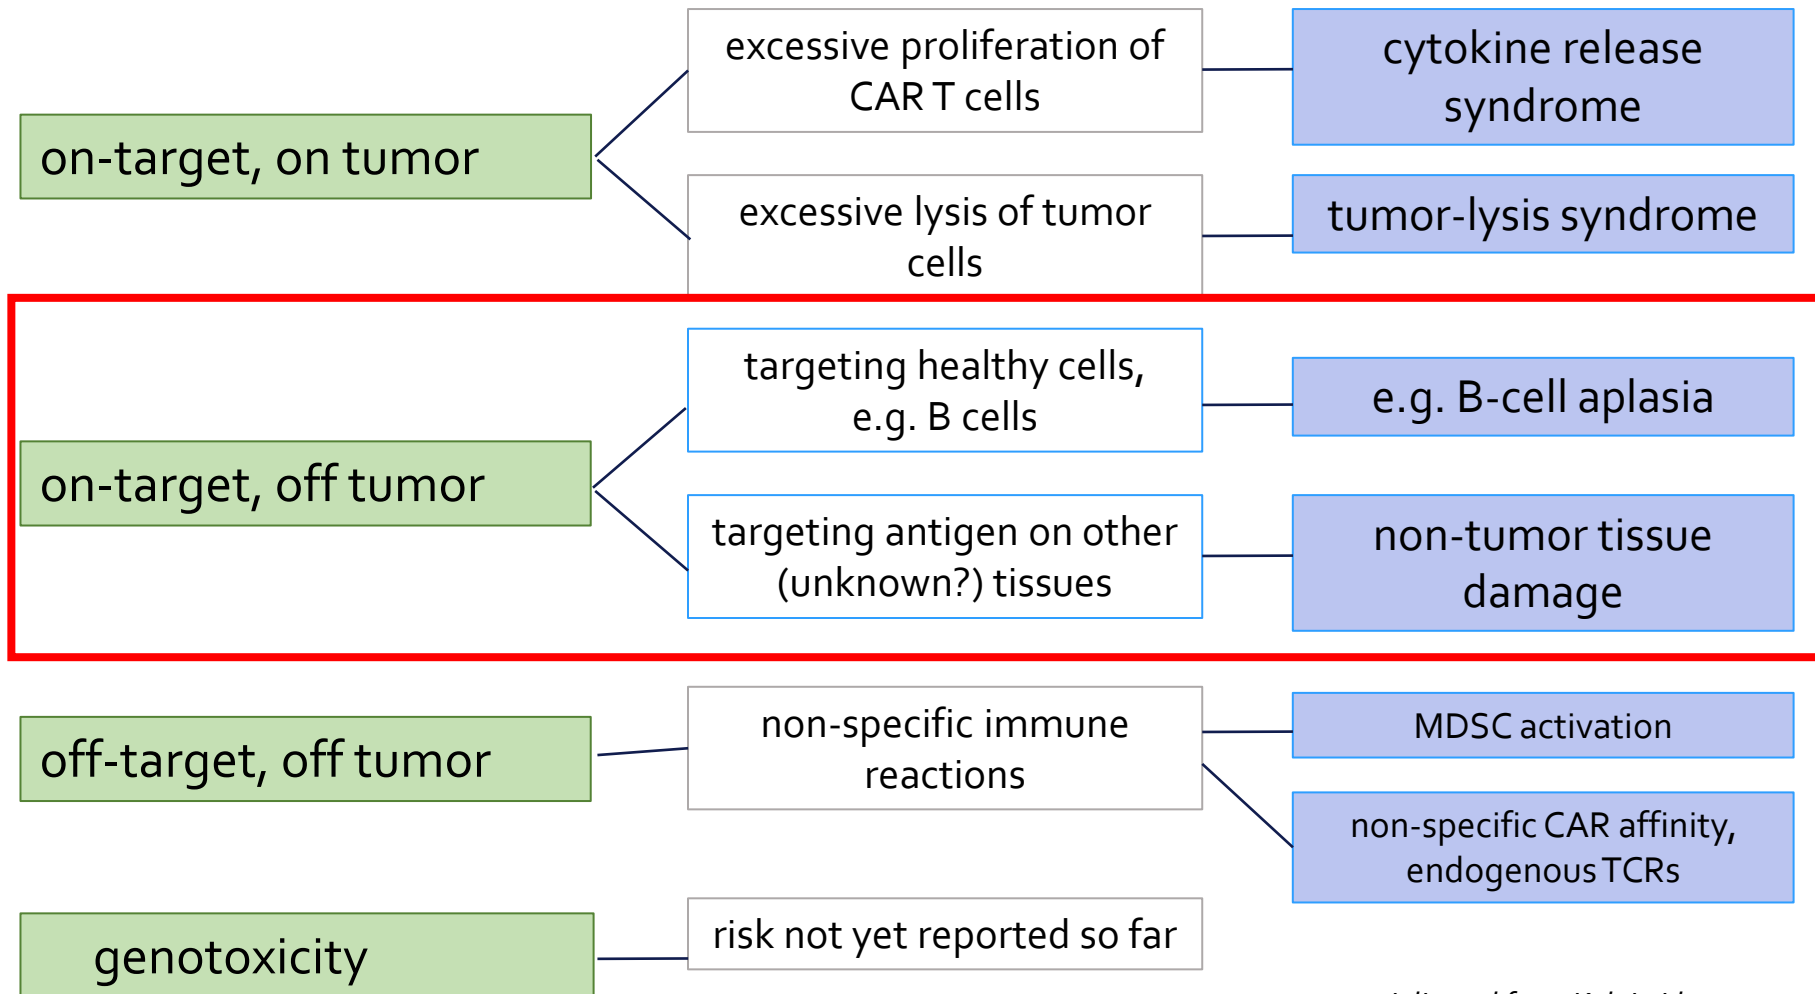 excessive proliferation of
CAR T cells
cytokine release
syndrome
on-target, on tumor
excessive lysis of tumor
cells
tumor-lysis syndrome
targeting healthy cells,
e.g. B cells
e.g. B-cell aplasia
on-target, off tumor
targeting antigen on other
(unknown?) tissues
non-tumor tissue
damage
off-target, off tumor
non-specific immune
reactions
MDSC activation
non-specific CAR affinity,
endogenous TCRs
genotoxicity
risk not yet reported so far